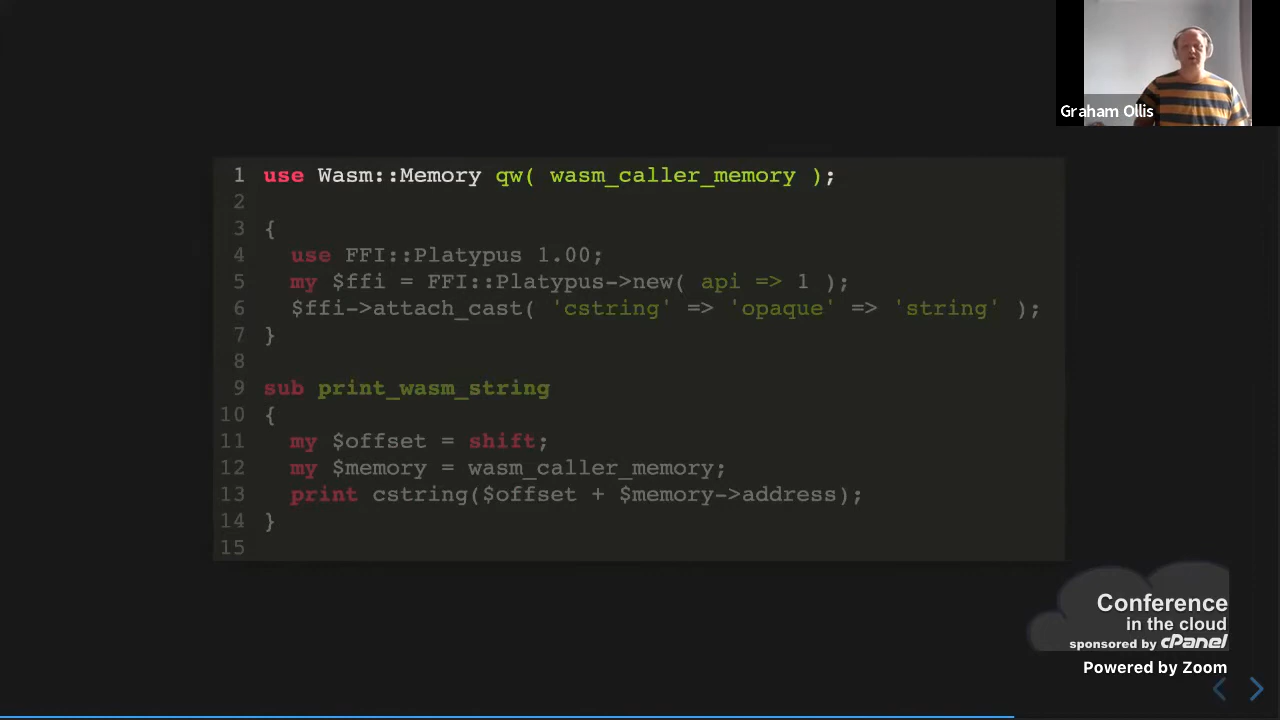 Graham Ollis
1 use Wasm::Memory qw( wasm_caller_memory );
2
3 {
4 use FFI::Platypus 1.00;
5 my $ffi = FFI::Platypus->new( api => 1 );
6 $ffi->attach_cast( 'cstring' => 'opaque' => 'string' );
7 }
8
9 sub print_wasm_string
10 {
11 my $offset = shift;
12 my $memory = wasm_caller_memory;
13 print cstring($offset + $memory->address);
14 }
15
Conference
in the cloud
sponsored by cPanel
Powered by Zoom